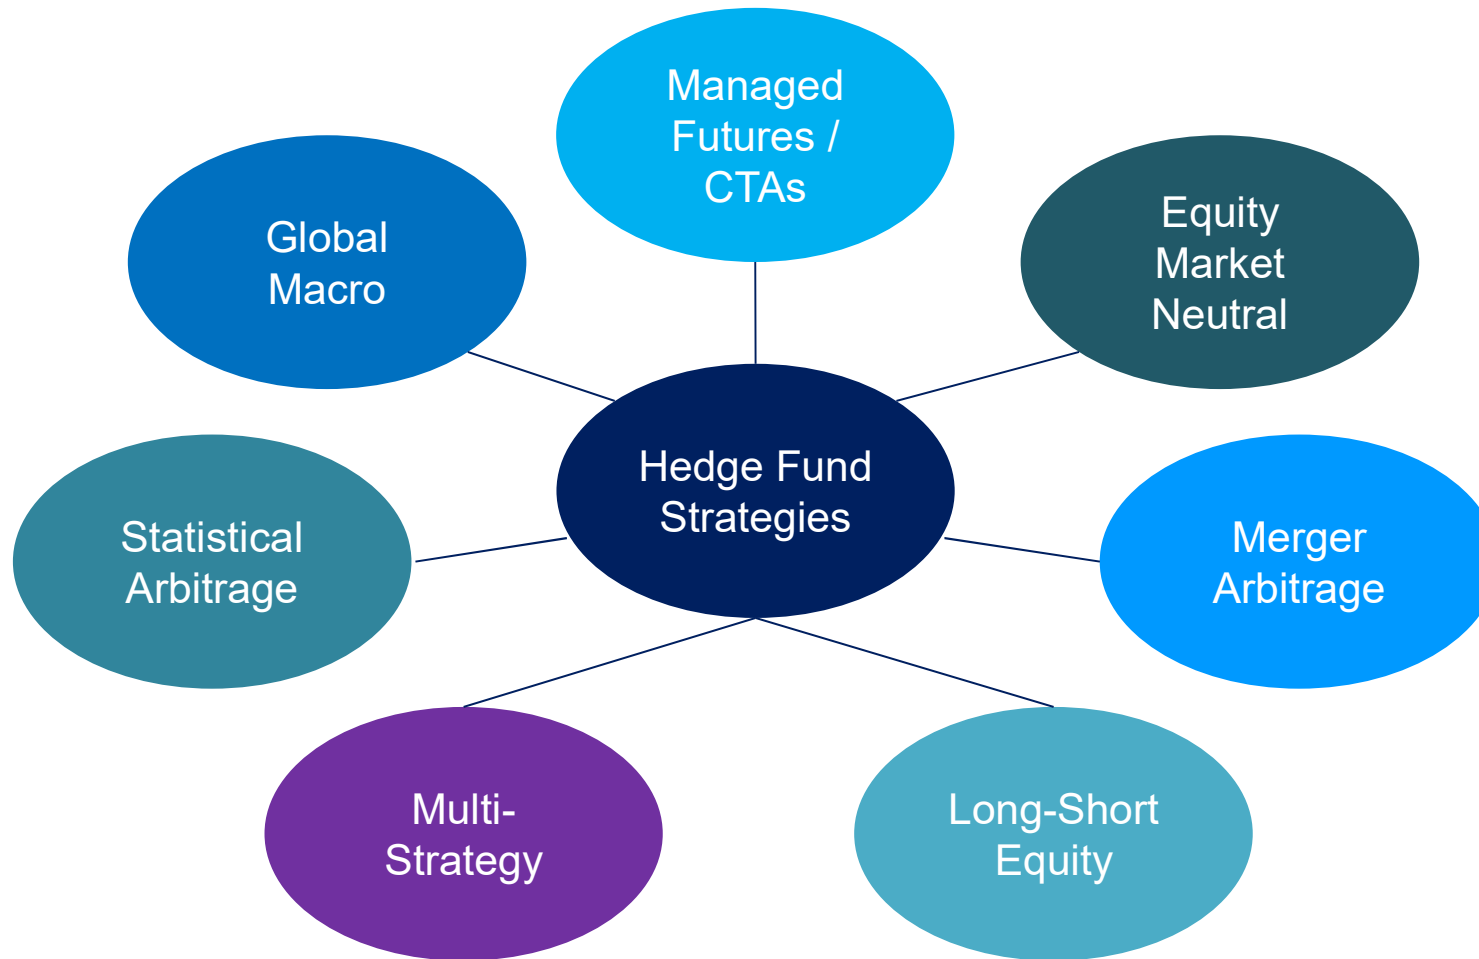 Managed
Futures /
CTAs
Global
Macro
Equity
Market
Neutral
Hedge Fund
Strategies
Statistical
Arbitrage
Merger
Arbitrage
Multi-
Strategy
Long-Short
Equity